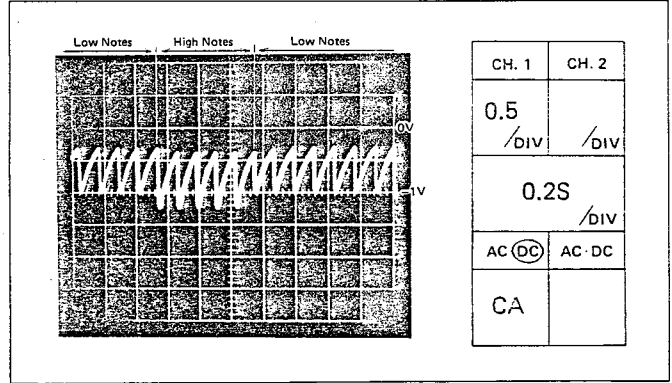 Low Notes
High Notes
Low Notes
0V
-1V
CH. 1
CH. 2
0.5
/DIV
/DIV
0.2S
/DIV
AC DC
AC·DC
CA